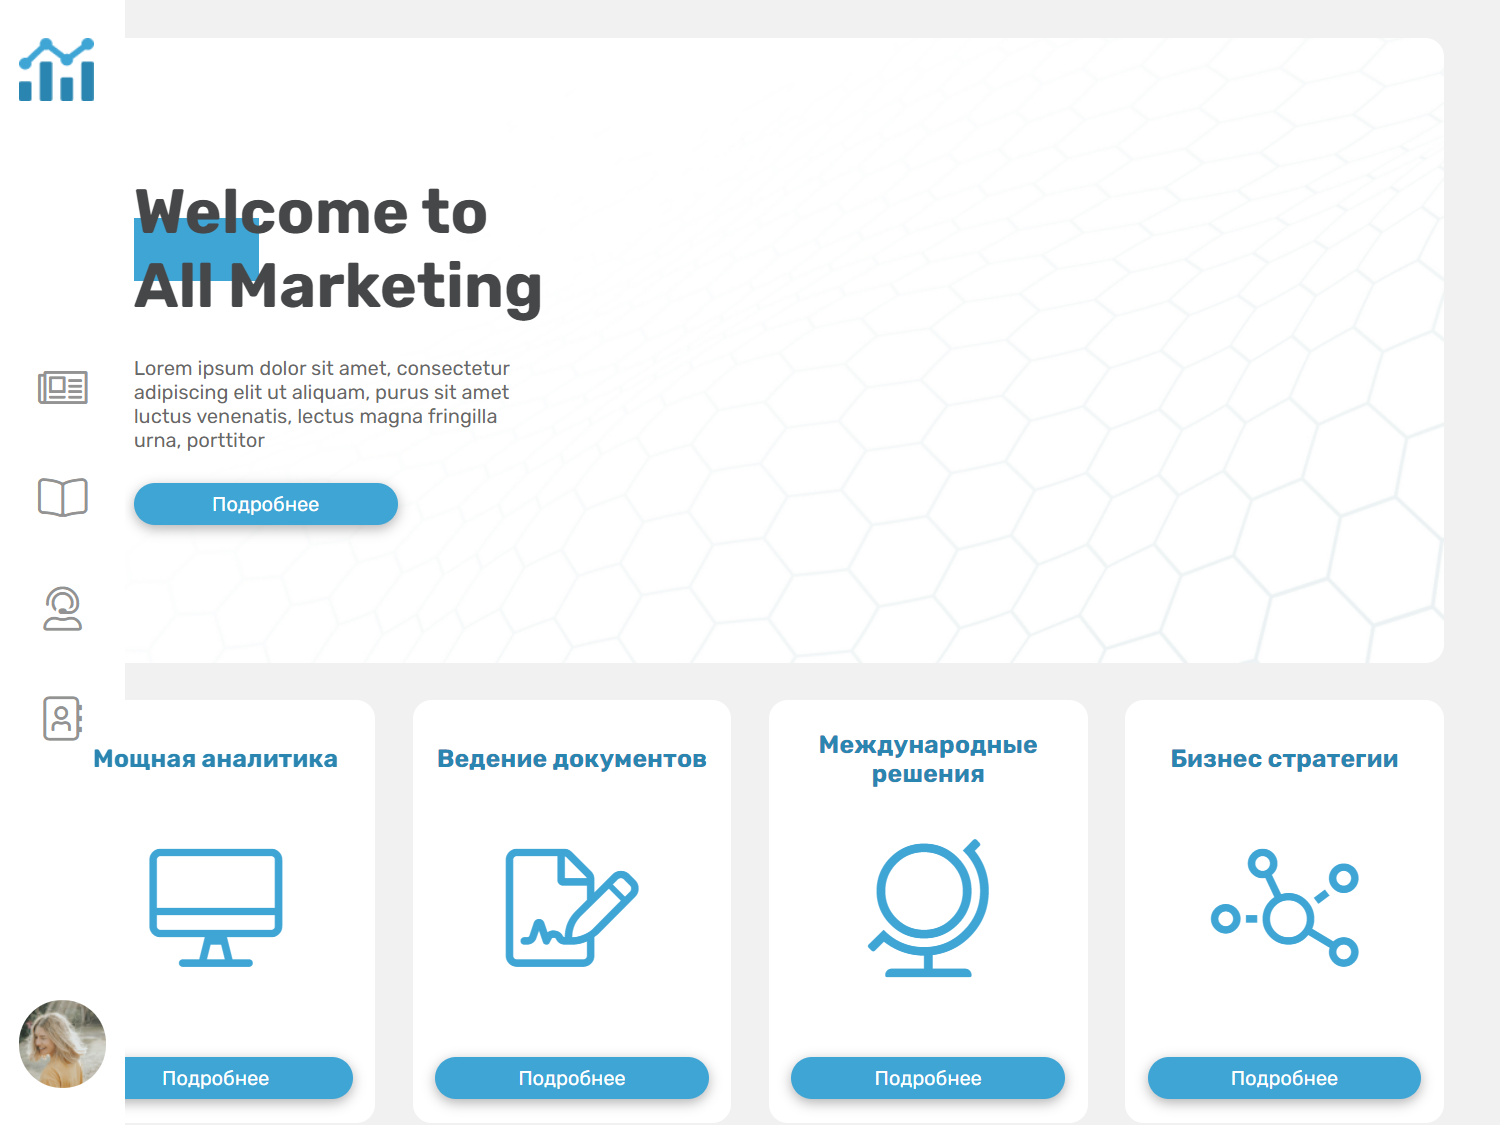 Welcome to
All Marketing
Lorem ipsum dolor sit amet, consectetur
adipiscing elit ut aliquam, purus sit amet
luctus venenatis, lectus magna fringilla
urna, porttitor
Подробнее
Мощная аналитика
Ведение документов
Международные
решения
Бизнес стратегии
Подробнее
Подробнее
Подробнее
Подробнее